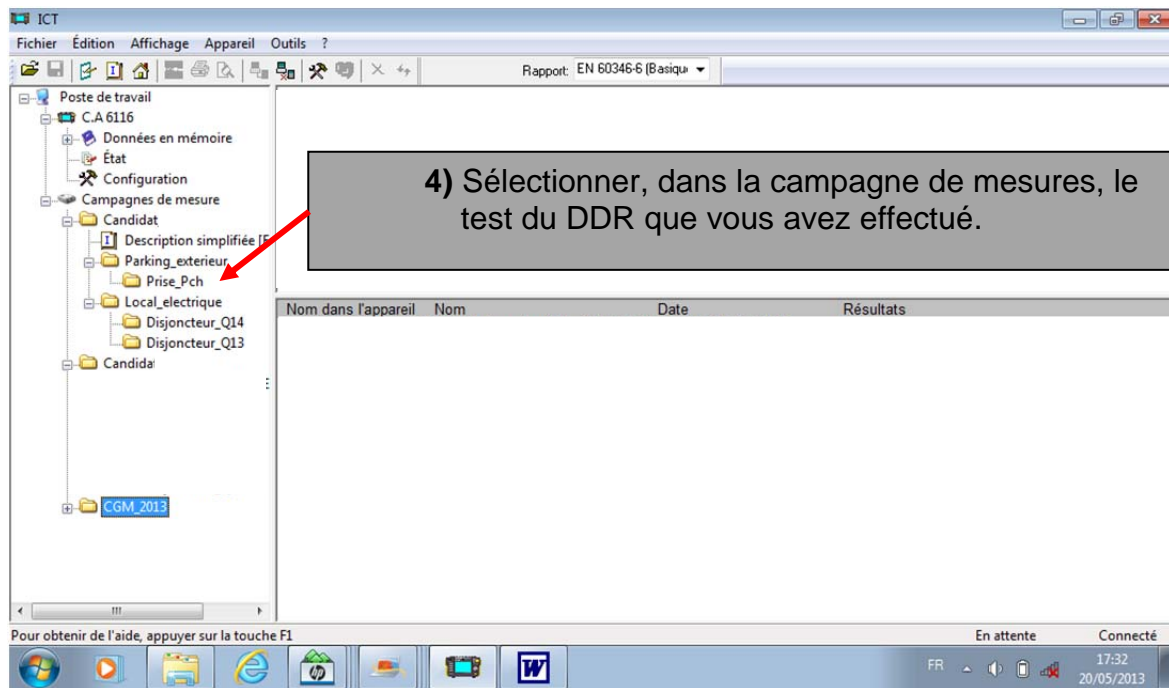 ICT
Fichier Édition Affichage Appareil Outils ?
Rapport: EN 60346-6 (Basiqu
Poste de travail
C.A 6116
Données en mémoire
État
Configuration
Campagnes de mesure
Candidat
Description simplifiée [E
Parking_exterieur
Prise_Pch
Local_electrique
Disjoncteur_Q14
Disjoncteur_Q13
Candida
CGM_2013
4) Sélectionner, dans la campagne de mesures, le
test du DDR que vous avez effectué.
Nom dans l'appareil Nom Date Résultats
Pour obtenir de l'aide, appuyer sur la touche F1 En attente Connecté
hp W FR 17:32
20/05/2013